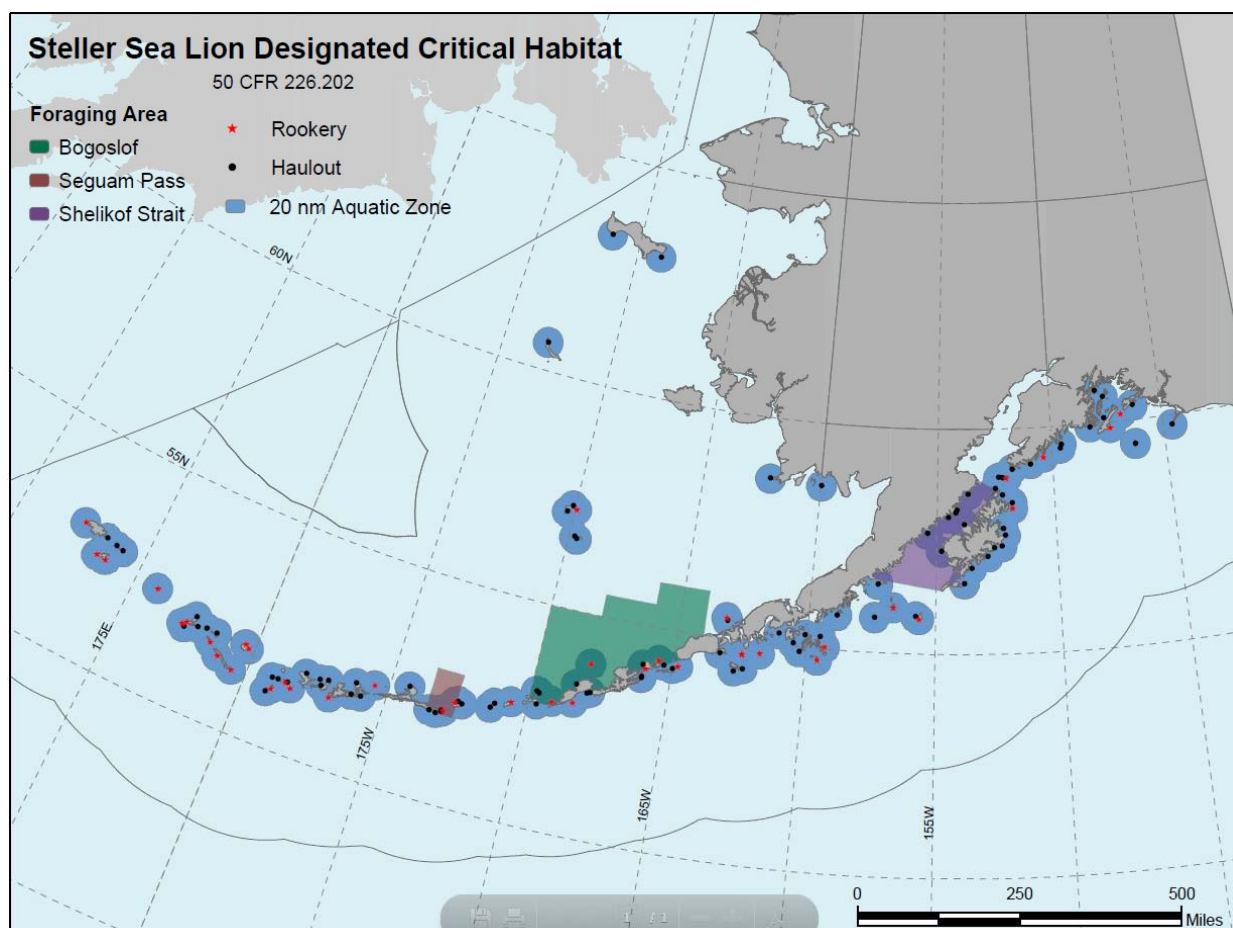 Steller Sea Lion Designated Critical Habitat
50 CFR 226.202
Foraging Area
Bogoslof
Seguam Pass
Shelikof Strait
Rookery
Haulout
20 nm Aquatic Zone
60N
55N
175E
175W
165W
155W
0 250 500
Miles